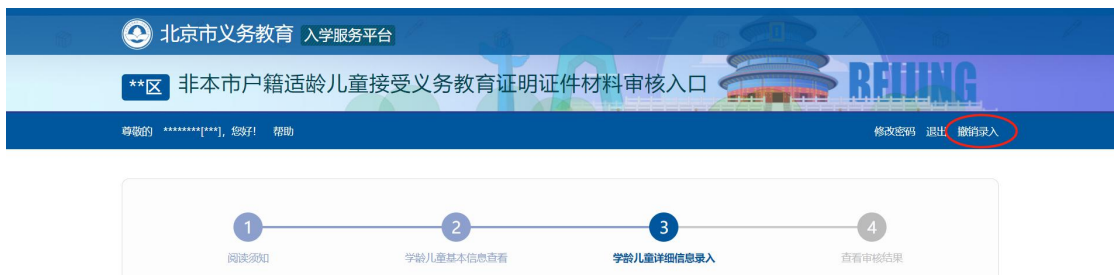 北京市义务教育 入学服务平台
**区 非本市户籍适龄儿童接受义务教育证明证件材料审核入口
BEIJING
尊敬的 ********[***]，您好！ 帮助 修改密码 退出 撤销录入
1 2 3 4
阅读须知 学龄儿童基本信息查看 学龄儿童详细信息录入 查看审核结果